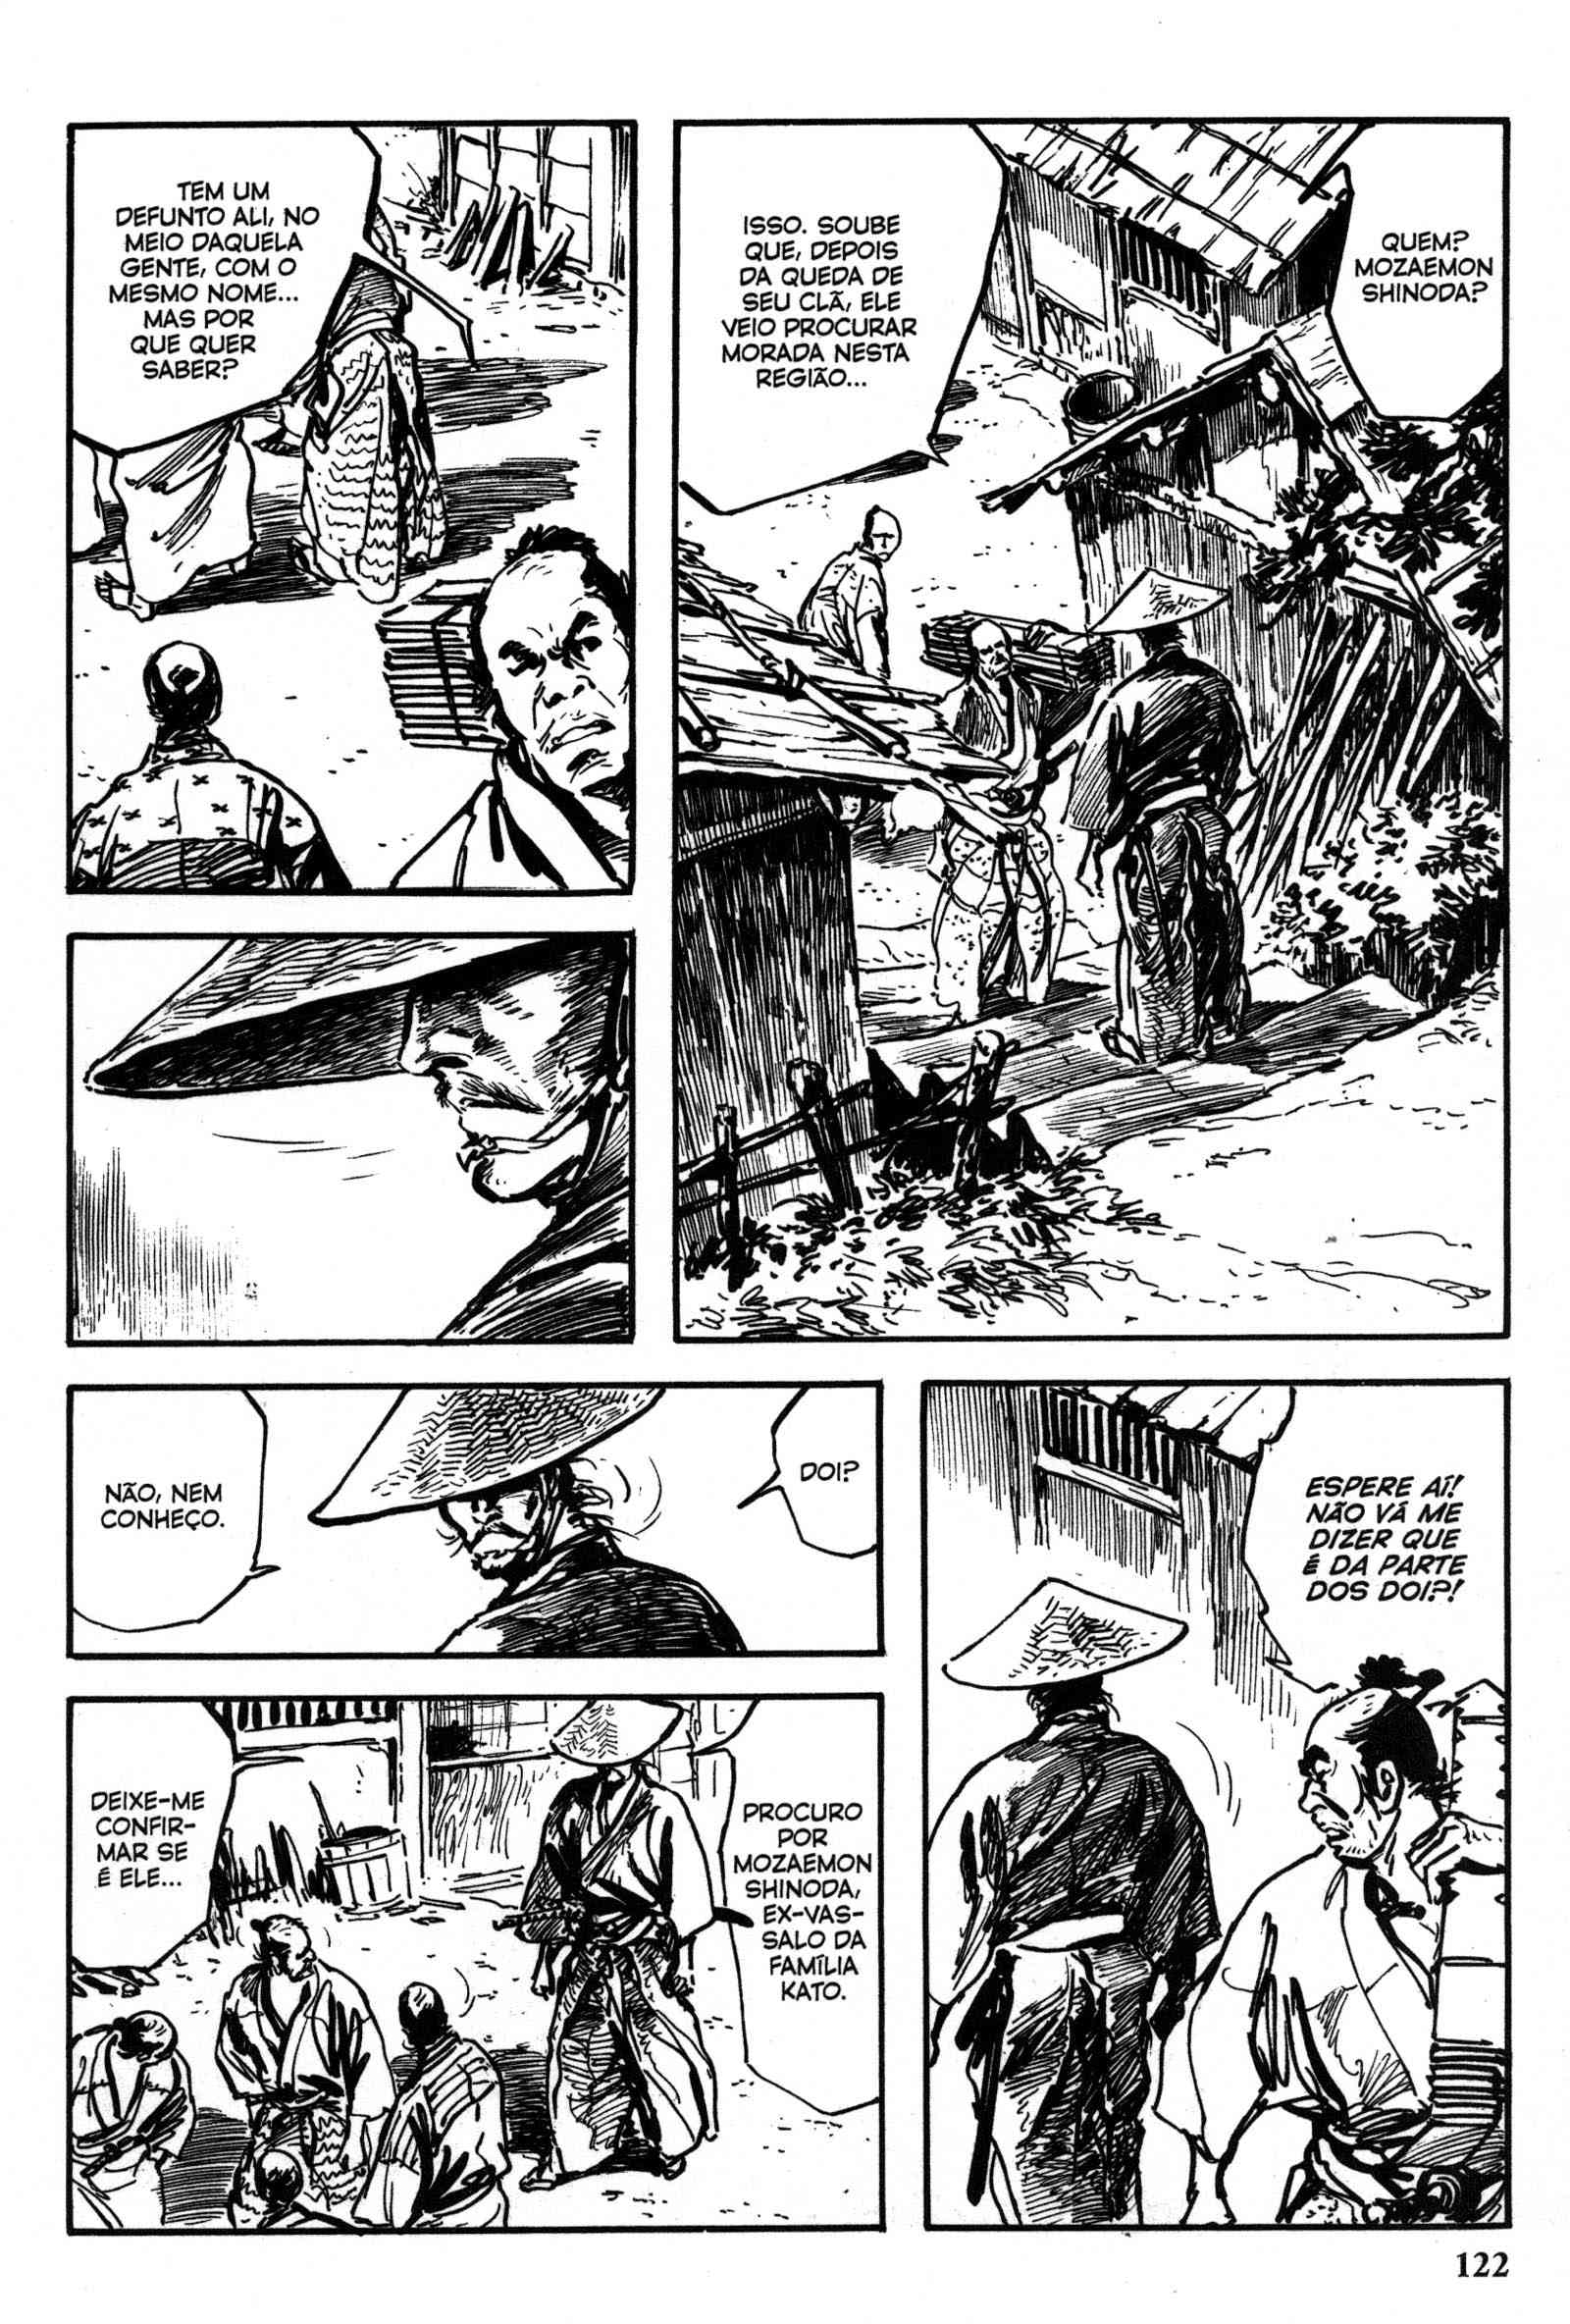 QUEM?
MOZAEMON
SHINODA?
ISSO. SOUBE
QUE, DEPOIS
DA QUEDA DE
SEU CLÃ, ELE
VEIO PROCURAR
MORADA NESTA
REGIÃO...
TEM UM
DEFUNTO ALI, NO
MEIO DAQUELA
GENTE, COM O
MESMO NOME...
MAS POR
QUE QUER
SABER?
ESPERE AÍ!
NÃO VÁ ME
DIZER QUE
É DA PARTE
DOS DOI?!
DOI?
NÃO, NEM
CONHEÇO.
PROCURO
POR
MOZAEMON
SHINODA,
EX-VAS-
SALO DA
FAMÍLIA
KATO.
DEIXE-ME
CONFIR-
MAR SE
É ELE...
122